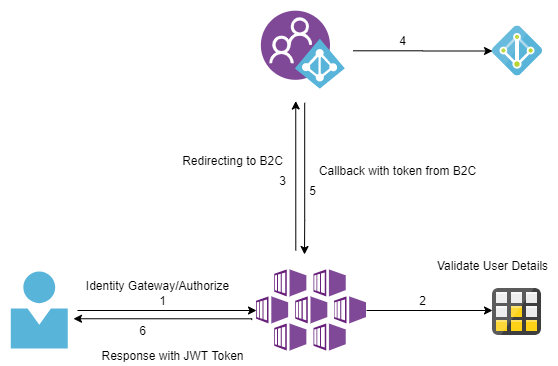 4
Redirecting to B2C
3
Callback with token from B2C
5
Validate User Details
Identity Gateway/Authorize
1
2
6
Response with JWT Token